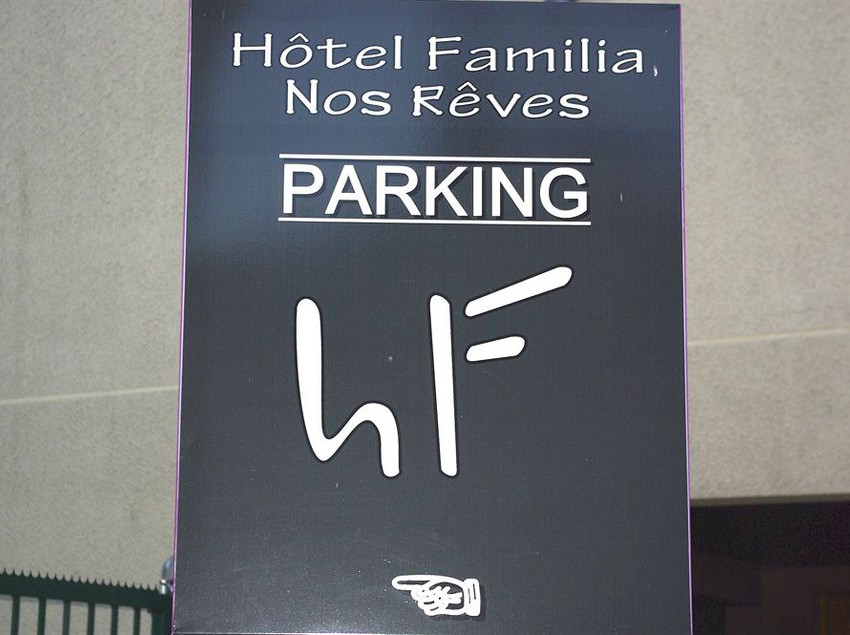 Hôtel Familia
Nos Rêves
PARKING
hF